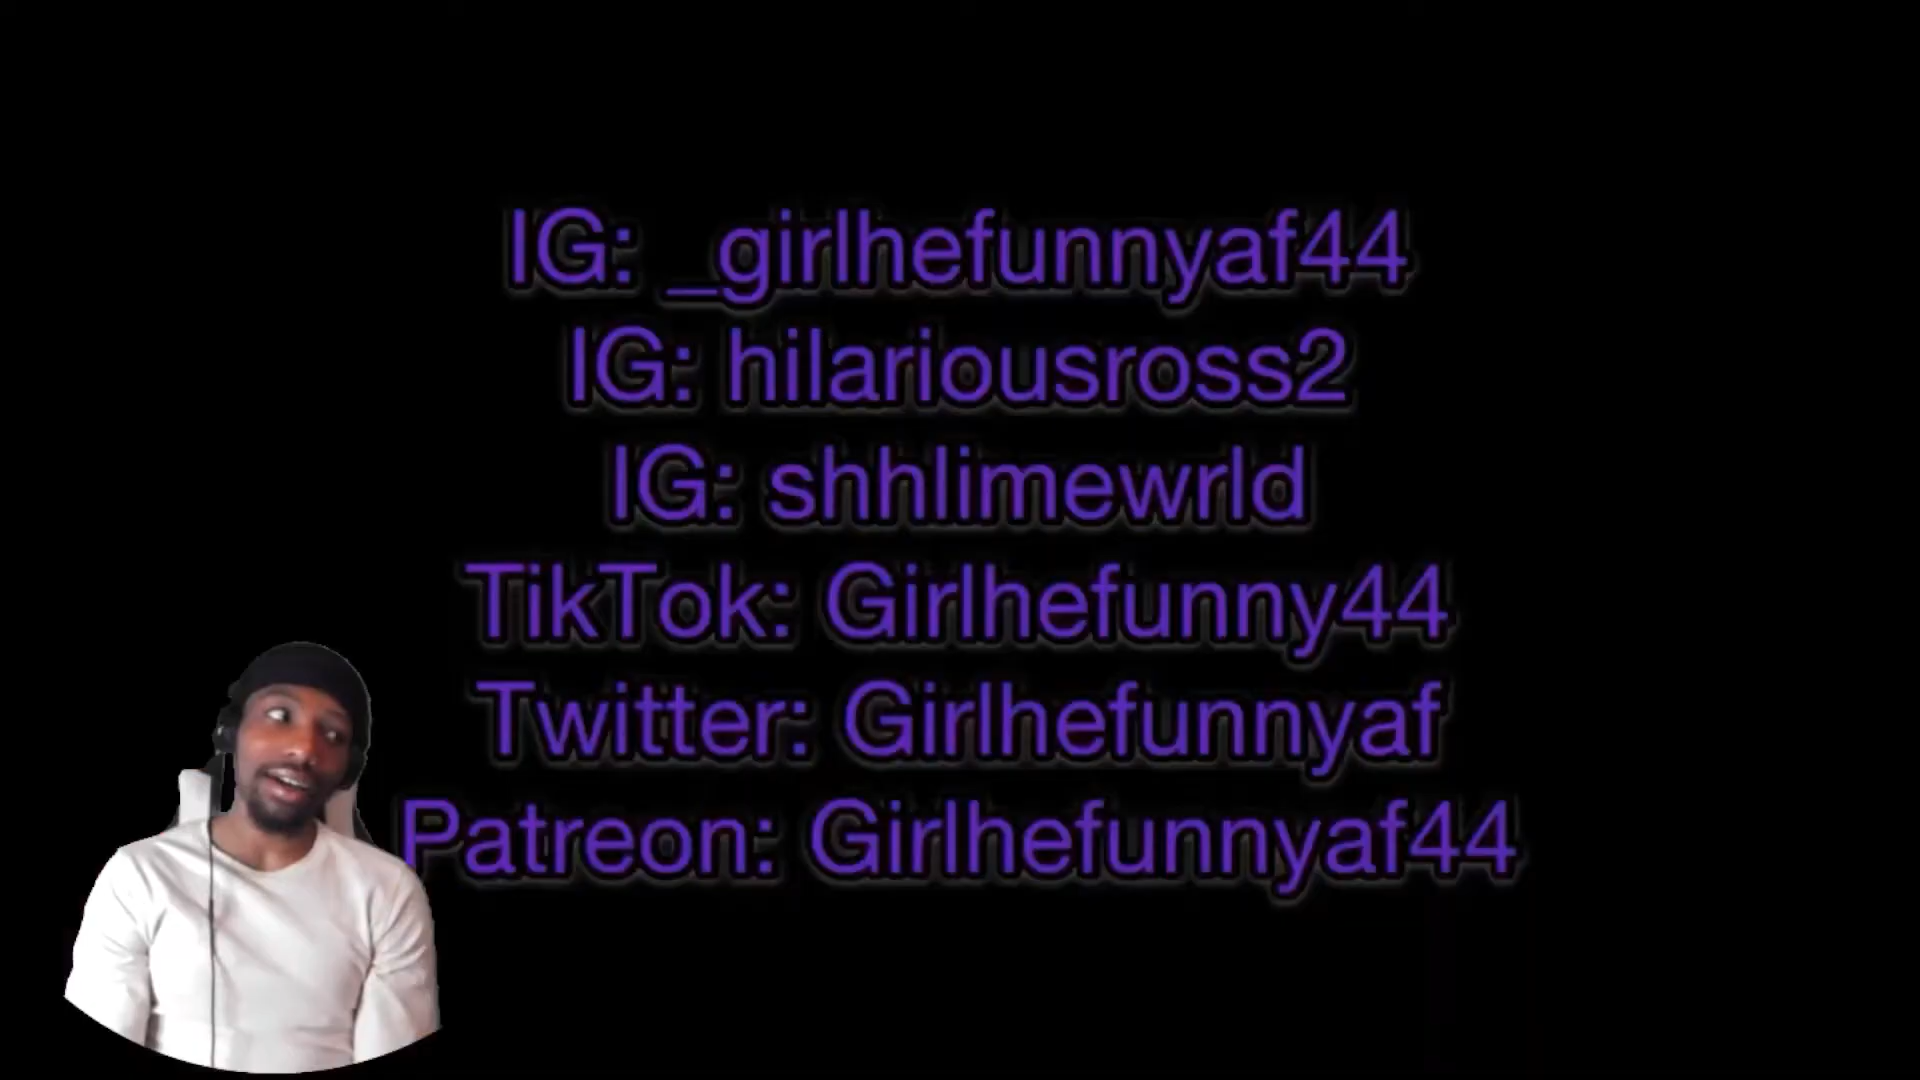 IG: _girlhefunnyaf44
IG: hilariousross2
IG: shhlimewrld
TikTok: Girlhefunny44
Twitter: Girlhefunnyaf
Patreon: Girlhefunnyaf44